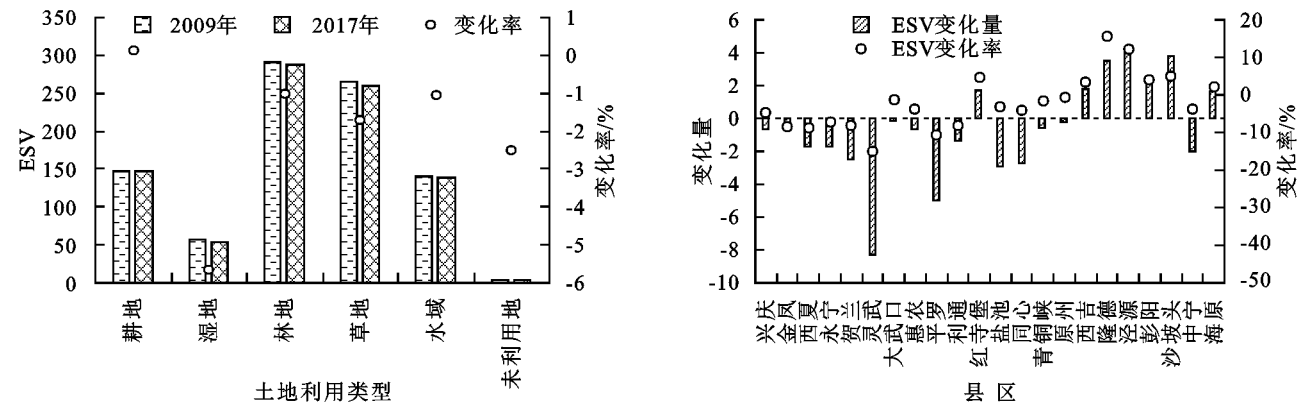 350
300
250
200
150
100
50
0
ESV
2009年 2017年 变化率
1
0
-1
-2
-3
-4
-5
-6
变化率/%
耕地
湿地
林地
草地
水域
未利用地
土地利用类型
6
4
2
0
-2
-4
-6
-8
-10
变化量
ESV变化量
ESV变化率
20
10
0
-10
-20
-30
-40
-50
变化率/%
兴庆
金凤
西夏
永宁
贺兰
灵武
大武口
惠农
平罗
利通
红寺堡
盐池
同心
青铜峡
原州
西吉
隆德
泾源
彭阳
沙坡头
中宁
海原
县 区